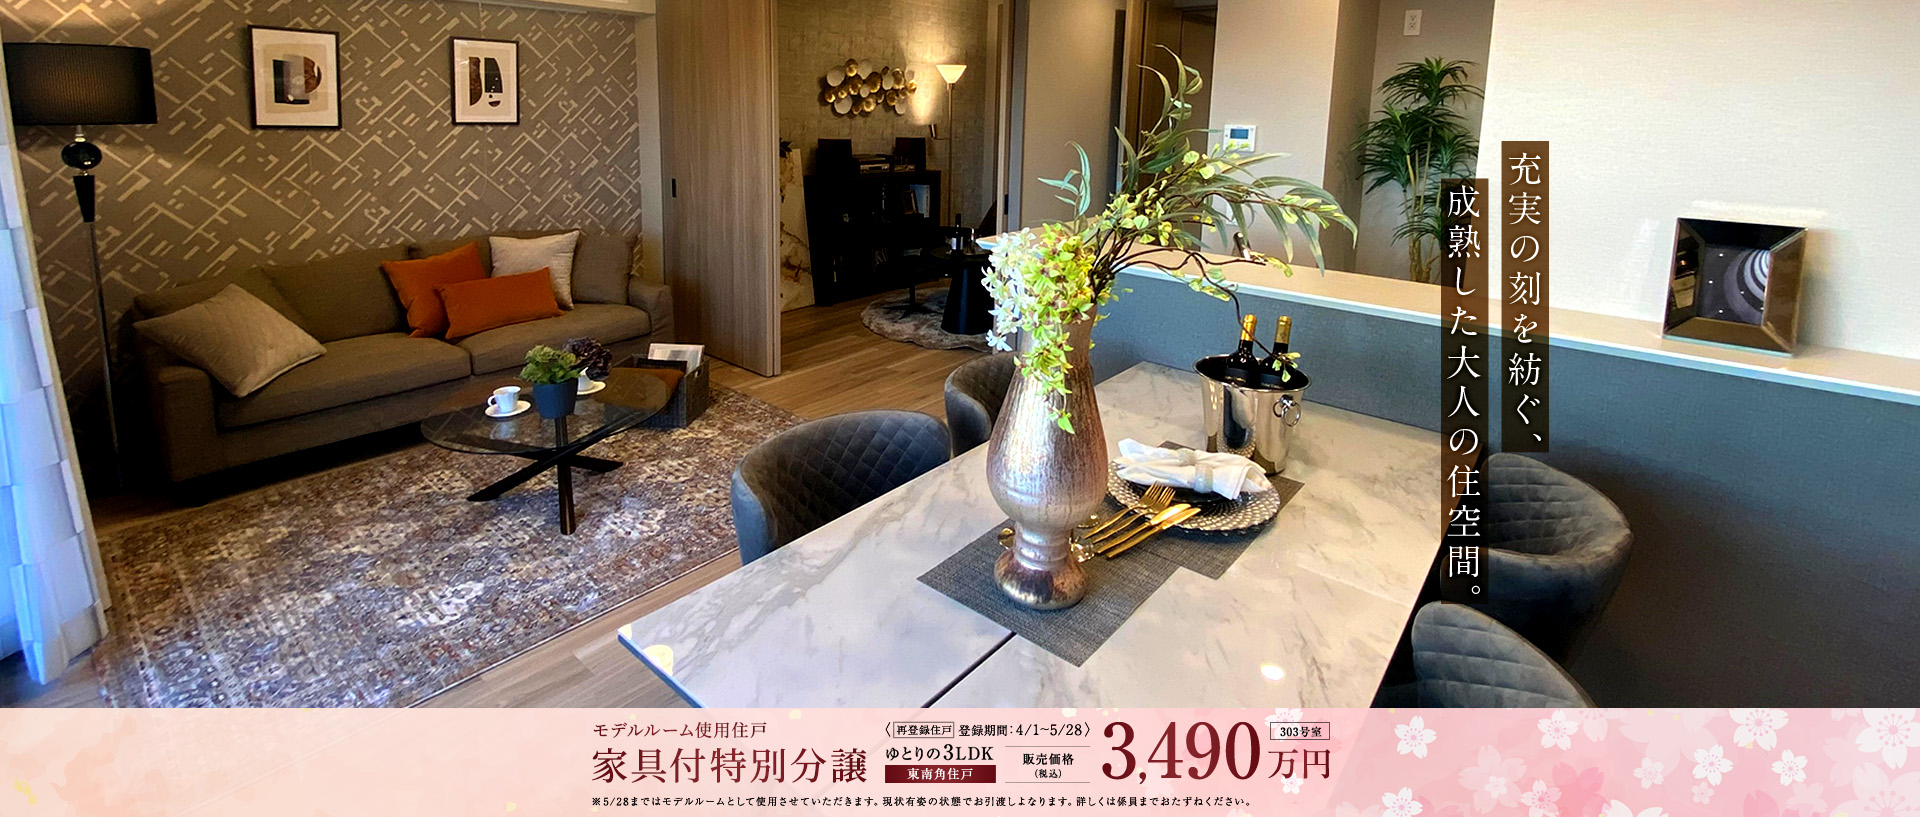 充実の刻を紡ぐ、
成熟した大人の住空間。
モデルルーム使用住戸
家具付特別分譲
〈再登録住戸 登録期間：4/1~5/28〉
ゆとりの3LDK
東南角住戸
販売価格
（税込）
3,490万円
303号室
※5/28まではモデルルームとして使用させていただきます。現状有姿の状態でお引渡しよなります。詳しくは係員までおたずねください。